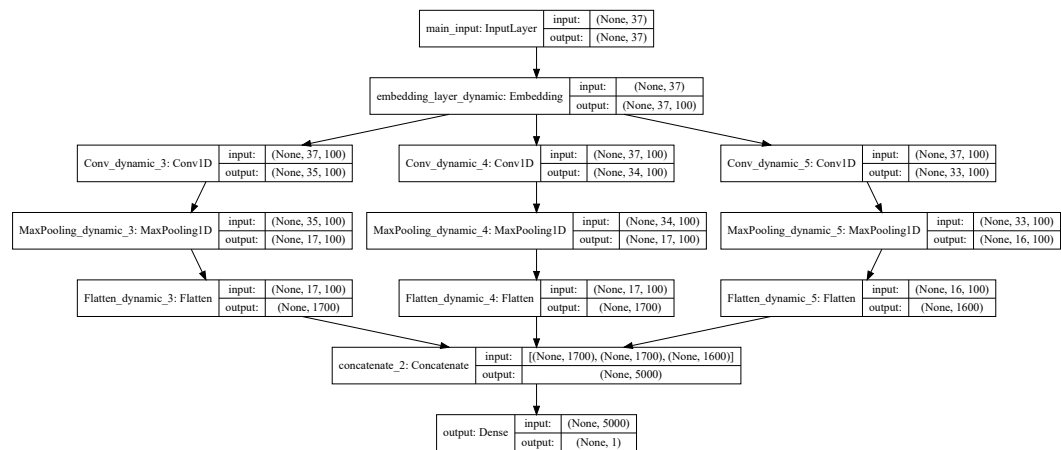 main_input: InputLayer
input: (None, 37)
output: (None, 37)
embedding_layer_dynamic: Embedding
input: (None, 37)
output: (None, 37, 100)
Conv_dynamic_3: Conv1D
input: (None, 37, 100)
output: (None, 35, 100)
Conv_dynamic_4: Conv1D
input: (None, 37, 100)
output: (None, 34, 100)
Conv_dynamic_5: Conv1D
input: (None, 37, 100)
output: (None, 33, 100)
MaxPooling_dynamic_3: MaxPooling1D
input: (None, 35, 100)
output: (None, 17, 100)
MaxPooling_dynamic_4: MaxPooling1D
input: (None, 34, 100)
output: (None, 17, 100)
MaxPooling_dynamic_5: MaxPooling1D
input: (None, 33, 100)
output: (None, 16, 100)
Flatten_dynamic_3: Flatten
input: (None, 17, 100)
output: (None, 1700)
Flatten_dynamic_4: Flatten
input: (None, 17, 100)
output: (None, 1700)
Flatten_dynamic_5: Flatten
input: (None, 16, 100)
output: (None, 1600)
concatenate_2: Concatenate
input: [(None, 1700), (None, 1700), (None, 1600)]
output: (None, 5000)
output: Dense
input: (None, 5000)
output: (None, 1)